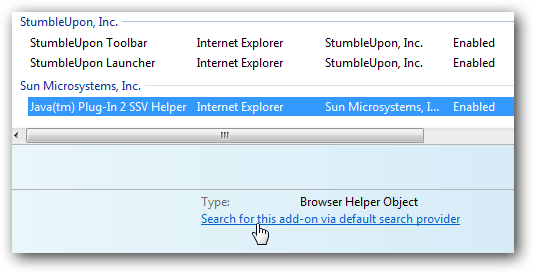 StumbleUpon, Inc.
StumbleUpon Toolbar Internet Explorer StumbleUpon, Inc. Enabled
StumbleUpon Launcher Internet Explorer StumbleUpon, Inc. Enabled
Sun Microsystems, Inc.
Java(tm) Plug-In 2 SSV Helper Internet Explorer Sun Microsystems, I... Enabled
Type: Browser Helper Object
Search for this add-on via default search provider